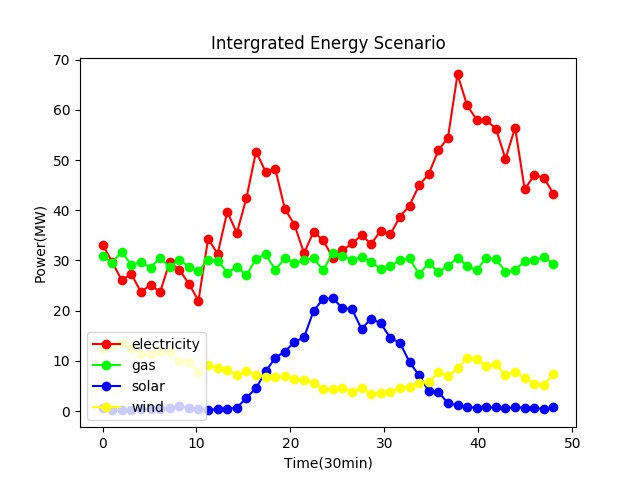 Intergrated Energy Scenario
Power(MW)
70
60
50
40
30
20
10
0
electricity
gas
solar
wind
0 10 20 30 40 50
Time(30min)